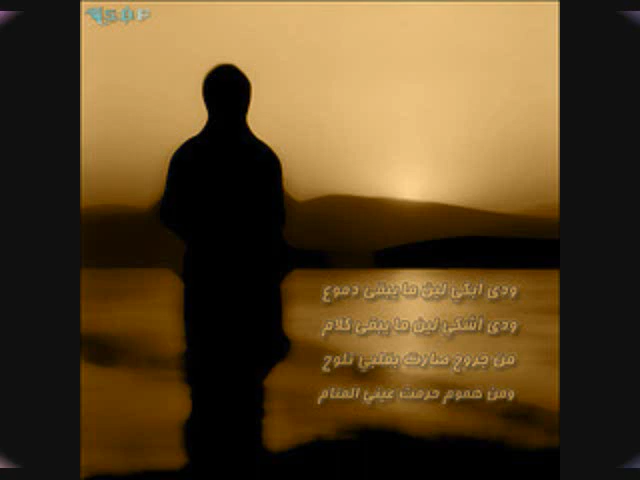 ودي ابكي لين ما يبقى دموع
ودي أشكي لين ما يبقى كلام
من جروح صارت بقلبي تلوح
ومن هموم حرمت عيني المنام